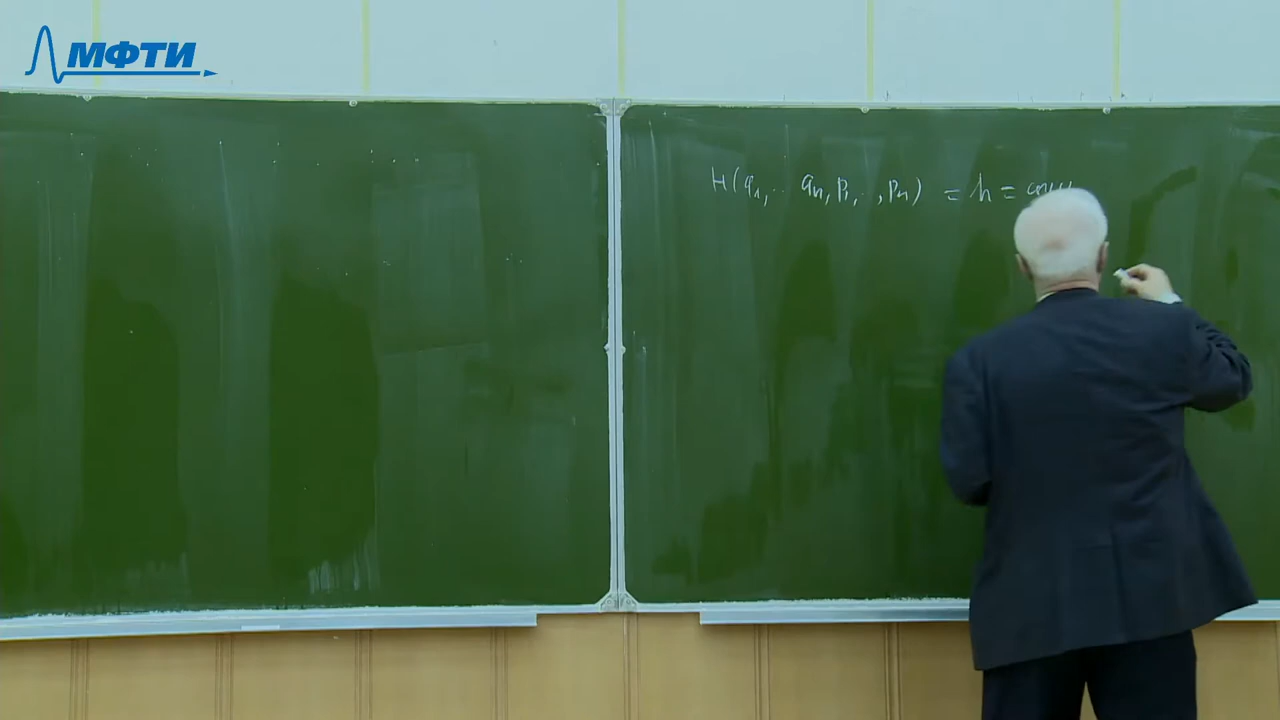 МФТИ
H(q₁, .. qₙ, p₁, .., pₙ) = h =